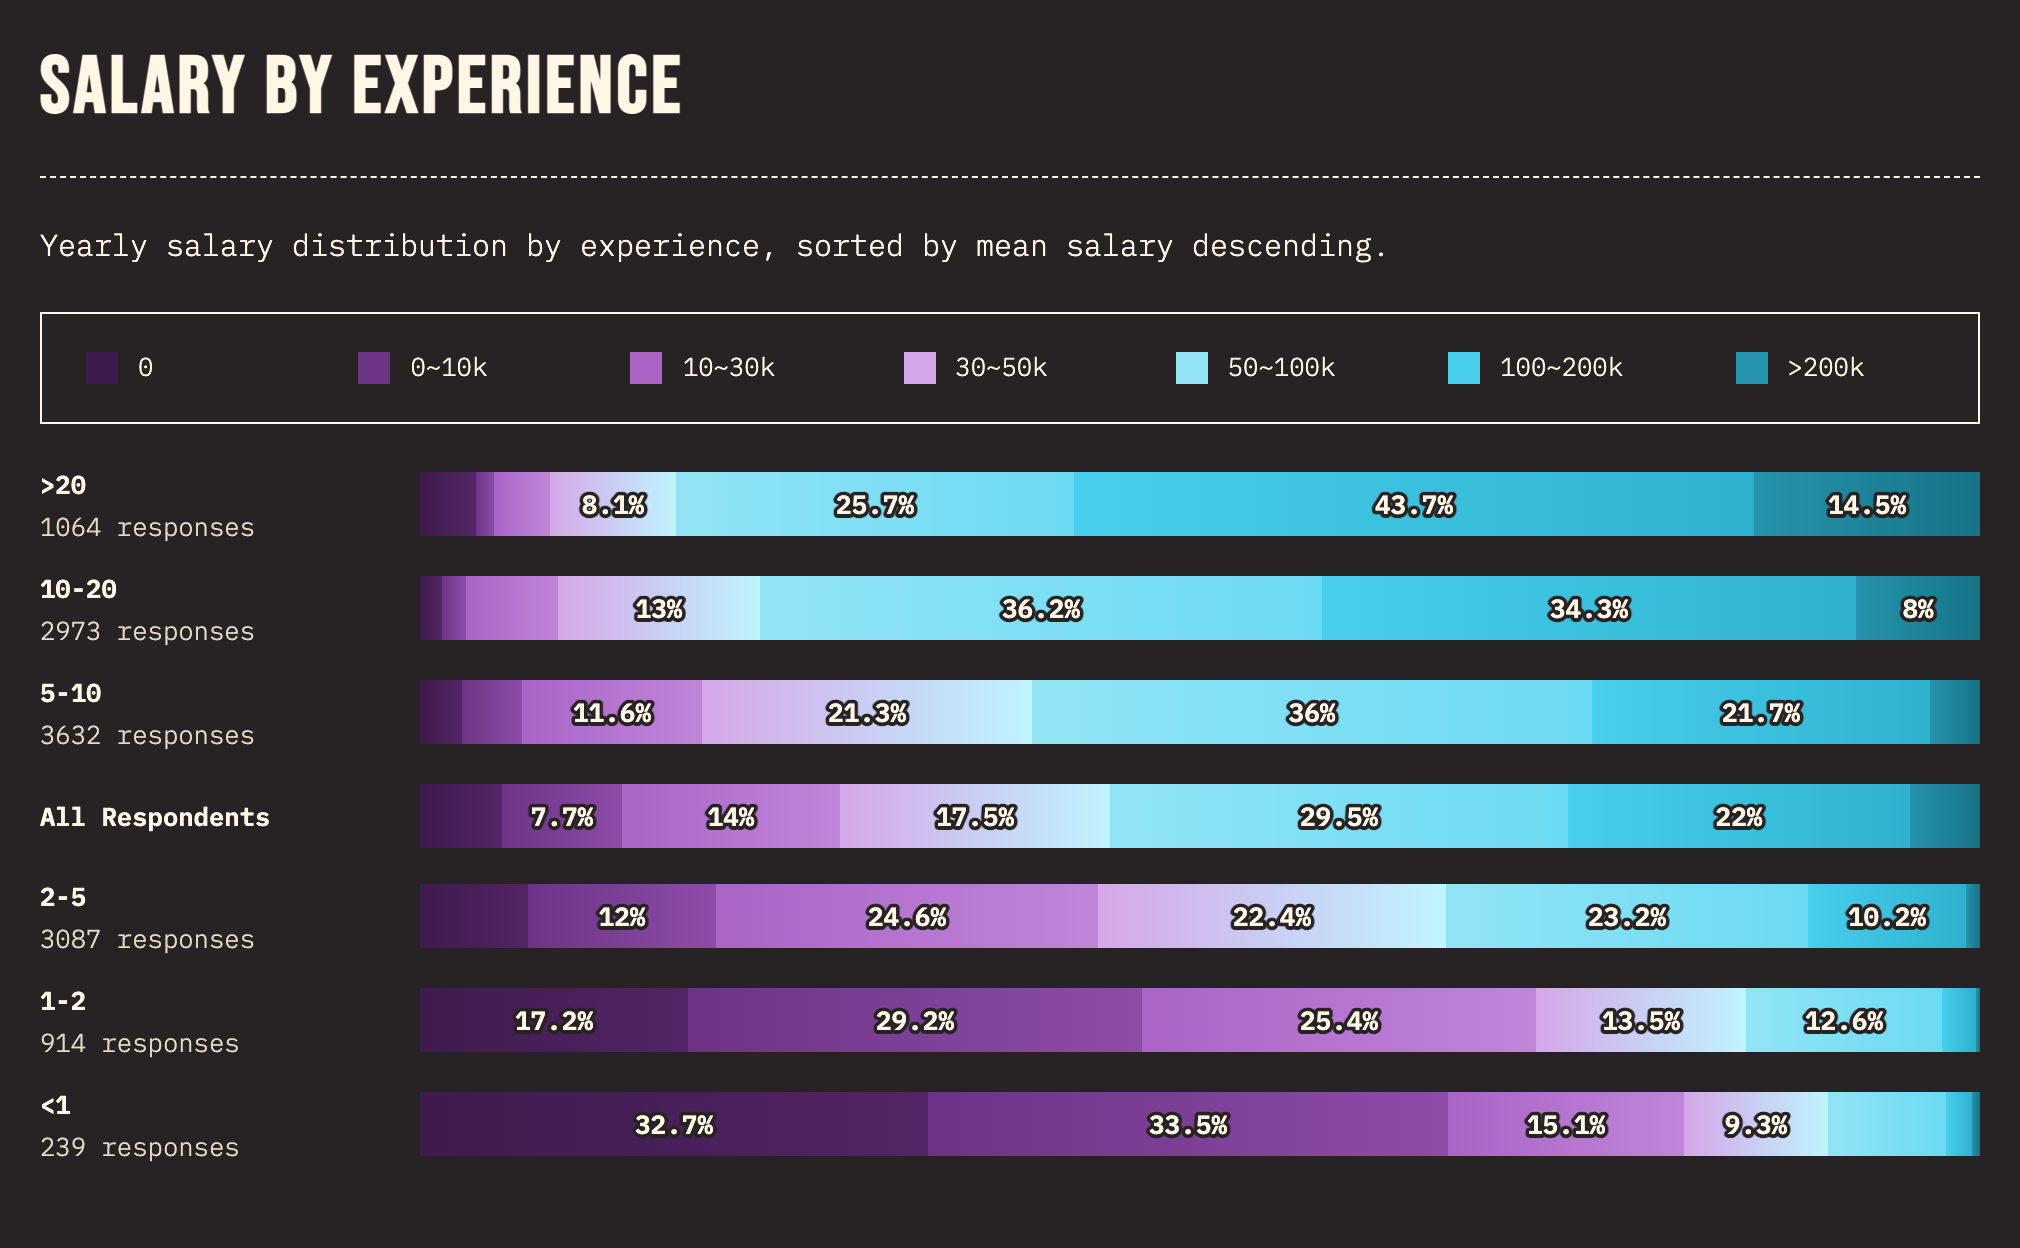 SALARY BY EXPERIENCE
Yearly salary distribution by experience, sorted by mean salary descending.
0 0~10k 10~30k 30~50k 50~100k 100~200k >200k
>20
1064 responses
8.1% 25.7% 43.7% 14.5%
10-20
2973 responses
13% 36.2% 34.3% 8%
5-10
3632 responses
11.6% 21.3% 36% 21.7%
All Respondents
7.7% 14% 17.5% 29.5% 22%
2-5
3087 responses
12% 24.6% 22.4% 23.2% 10.2%
1-2
914 responses
17.2% 29.2% 25.4% 13.5% 12.6%
<1
239 responses
32.7% 33.5% 15.1% 9.3%